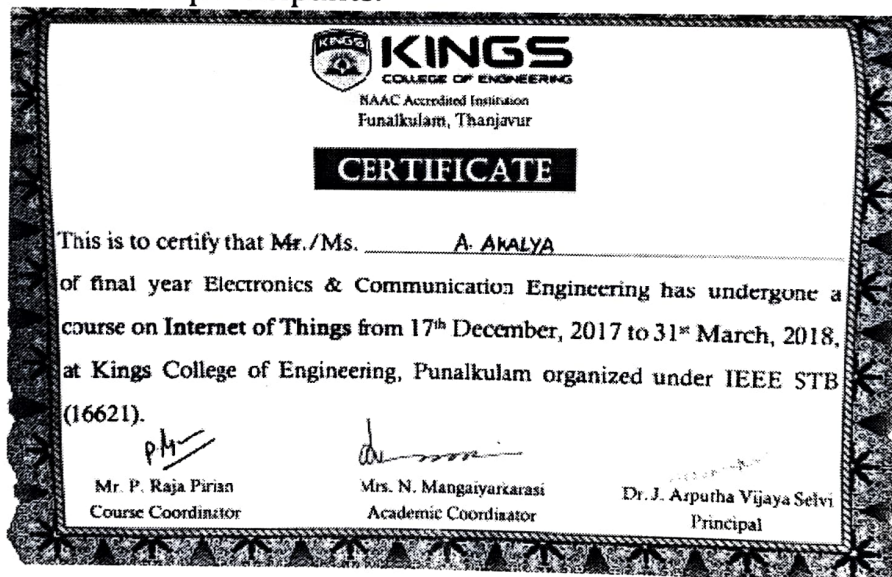 KINGS
KINGS
COLLEGE OF ENGINEERING
NAAC Accredited Institution
Punalkulam, Thanjavur
CERTIFICATE
This is to certify that Mr./Ms. A. AKALYA
of final year Electronics & Communication Engineering has undergone a
course on Internet of Things from 17th December, 2017 to 31st March, 2018,
at Kings College of Engineering, Punalkulam organized under IEEE STB
(16621).
Mr. P. Raja Pirian Mrs. N. Mangaiyarkarasi Dr. J. Arputha Vijaya Selvi
Course Coordinator Academic Coordinator Principal